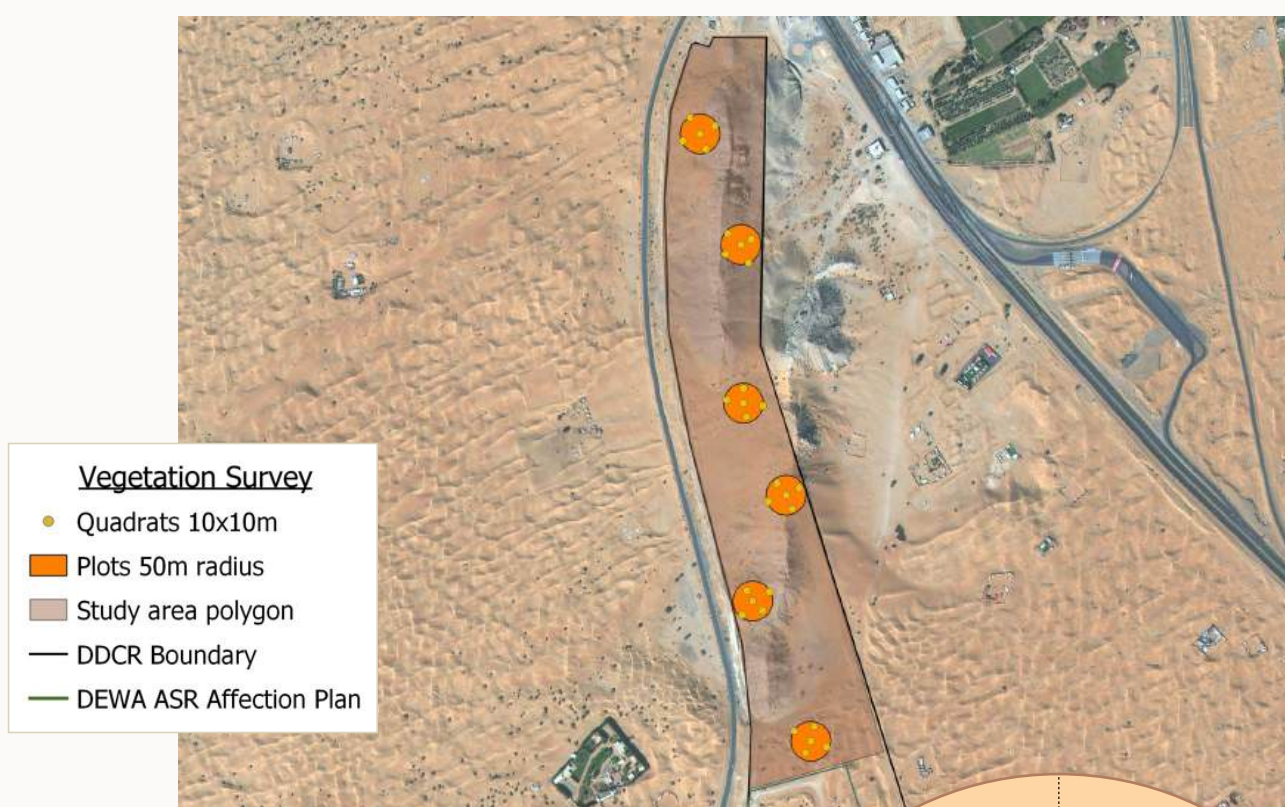 Vegetation Survey
Quadrats 10x10m
Plots 50m radius
Study area polygon
DDCR Boundary
DEWA ASR Affection Plan